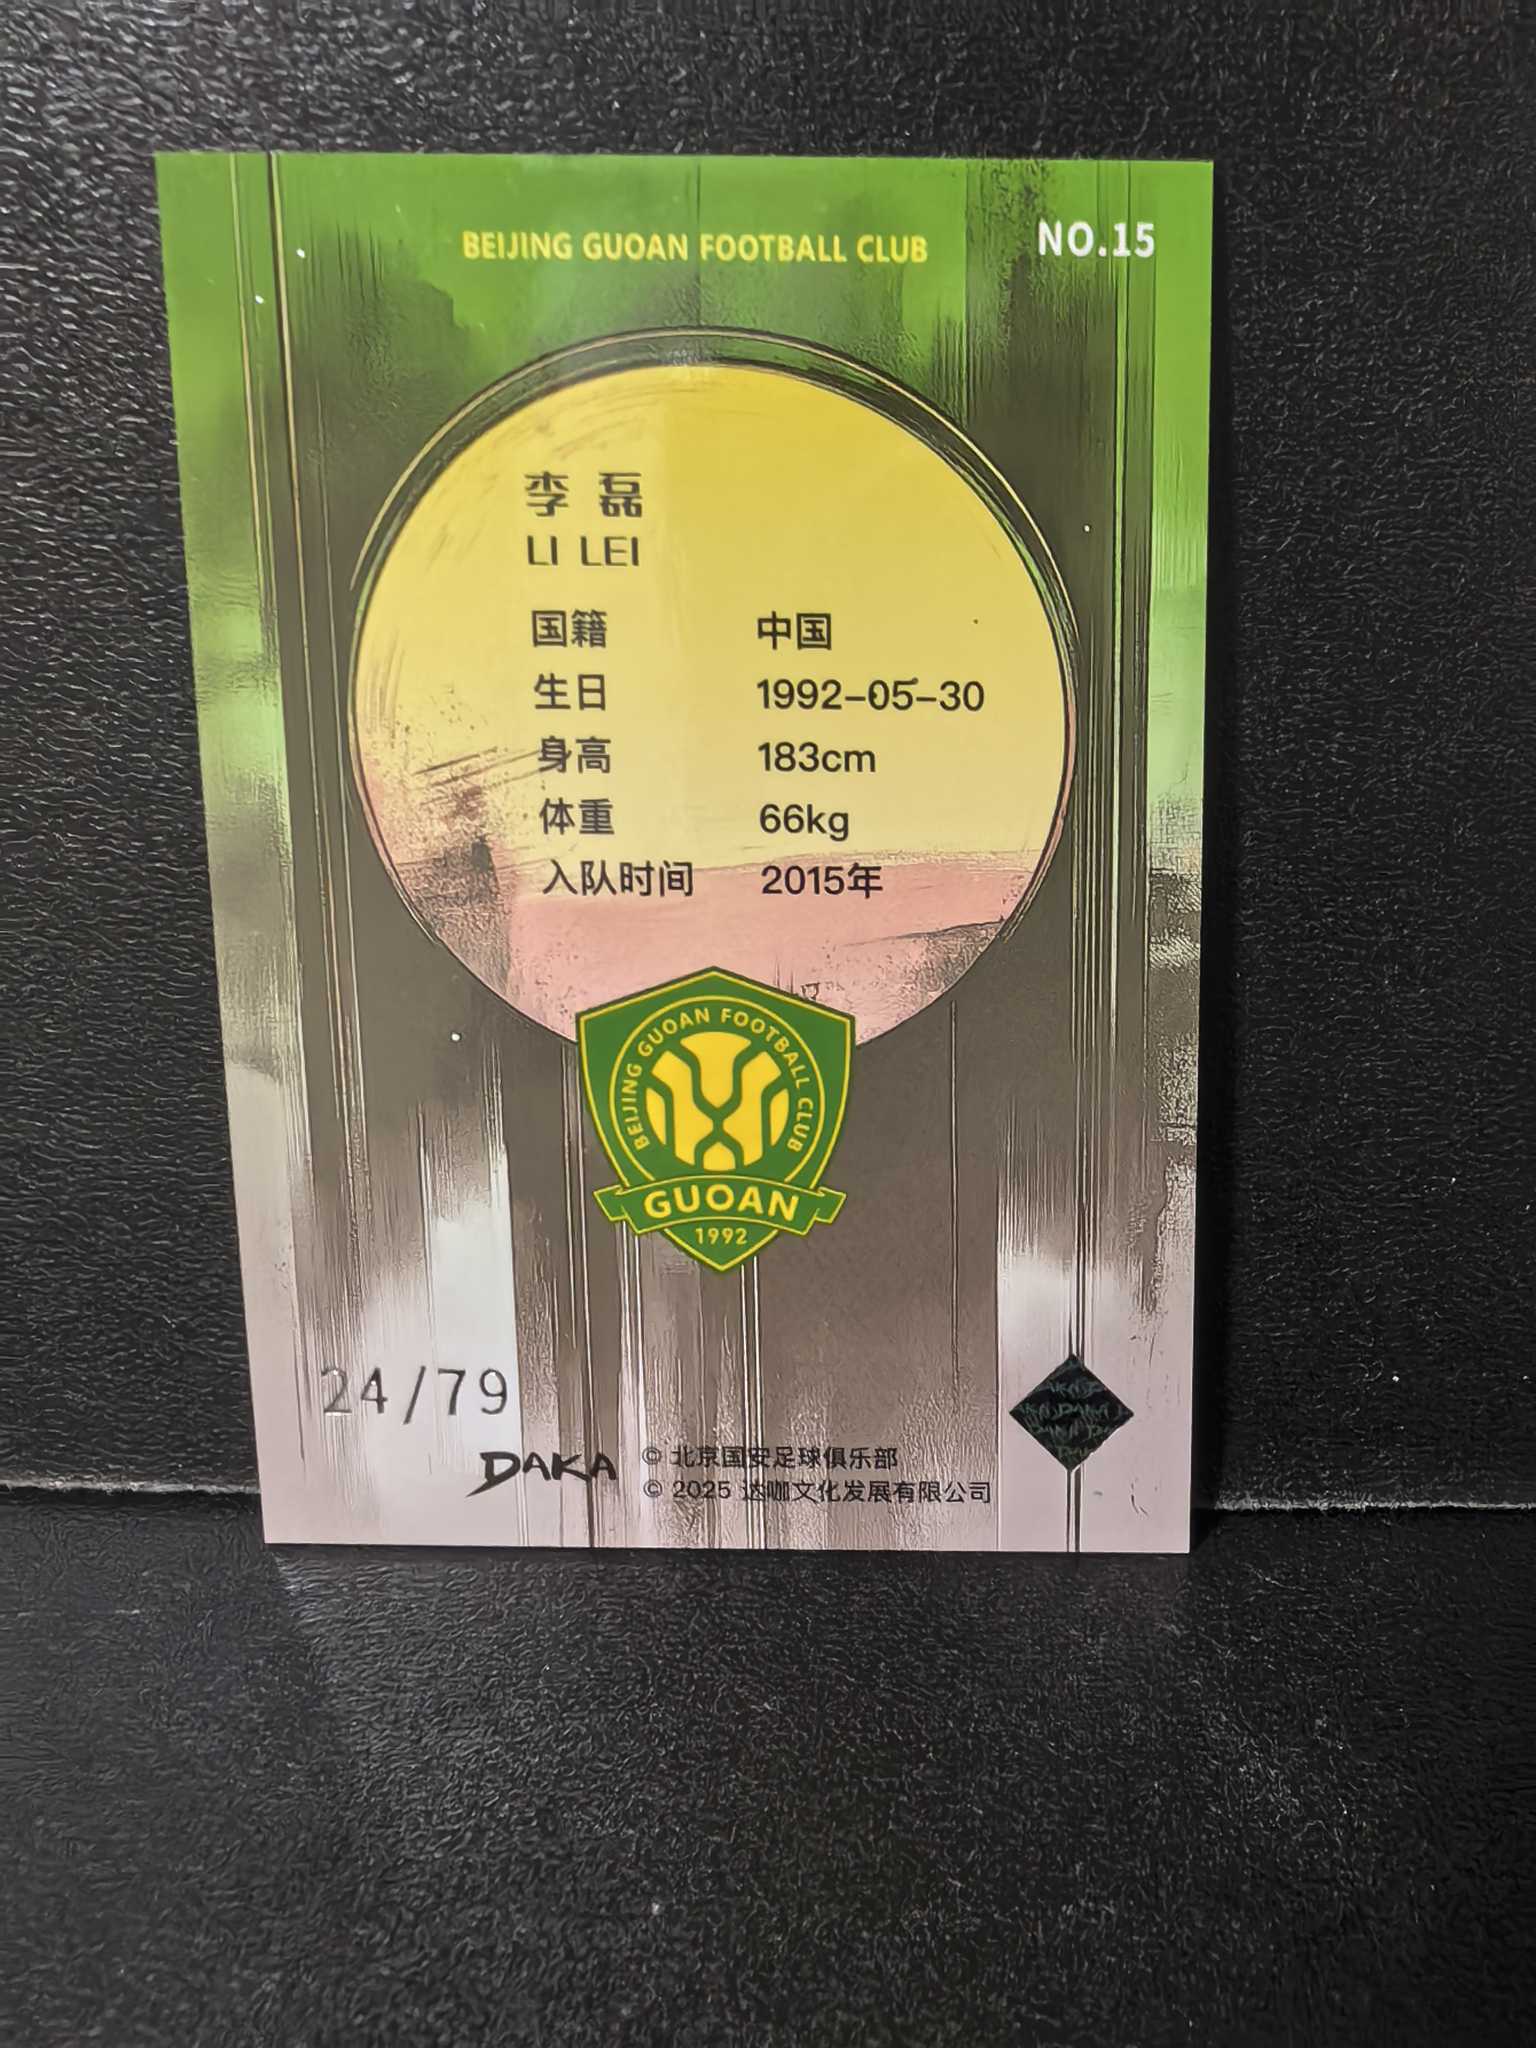 BEIJING GUOAN FOOTBALL CLUB
NO.15
李 磊
LI LEI
国籍 中国
生日 1992-05-30
身高 183cm
体重 66kg
入队时间 2015年
BEIJING GUOAN FOOTBALL CLUB
GUOAN
1992
24/79
DAKA
© 北京国安足球俱乐部
© 2025 达咖文化发展有限公司
DAKA